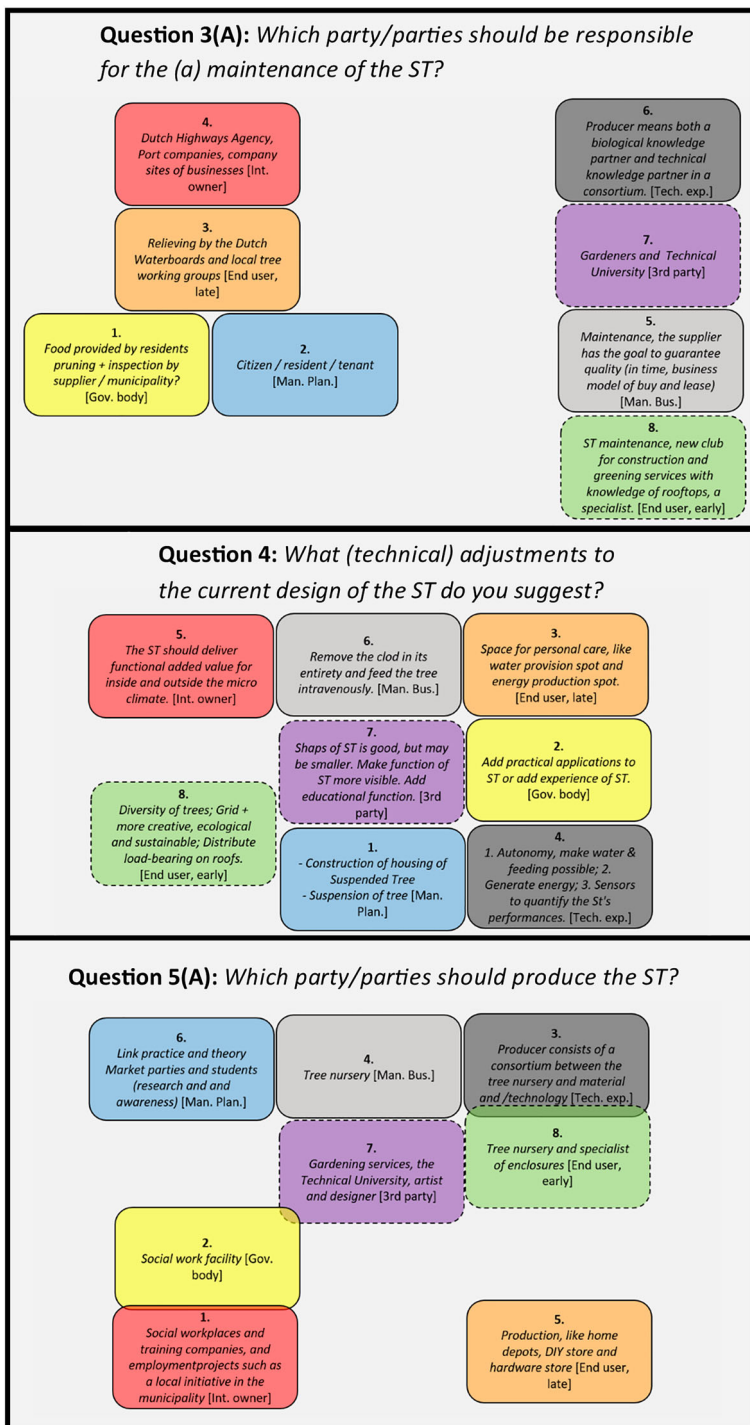 Question 3(A): Which party/parties should be responsible
for the (a) maintenance of the ST?
4.
Dutch Highways Agency,
Port companies, company
sites of businesses [Int.
owner]
3.
Relieving by the Dutch
Waterboards and local tree
working groups [End user,
late]
1.
Food provided by residents
pruning + inspection by
supplier / municipality?
[Gov. body]
2.
Citizen / resident / tenant
[Man. Plan.]
6.
Producer means both a
biological knowledge
partner and technical
knowledge partner in a
consortium. [Tech. exp.]
7.
Gardeners and Technical
University [3rd party]
5.
Maintenance, the supplier
has the goal to guarantee
quality (in time, business
model of buy and lease)
[Man. Bus.]
8.
ST maintenance, new club
for construction and
greening services with
knowledge of rooftops, a
specialist. [End user, early]
Question 4: What (technical) adjustments to
the current design of the ST do you suggest?
5.
The ST should deliver
functional added value for
inside and outside the micro
climate. [Int. owner]
6.
Remove the clod in its
entirety and feed the tree
intravenously. [Man. Bus.]
3.
Space for personal care, like
water provision spot and
energy production spot.
[End user, late]
7.
Shaps of ST is good, but may
be smaller. Make function of
ST more visible. Add
educational function. [3rd
party]
2.
Add practical applications to
ST or add experience of ST.
[Gov. body]
8.
Diversity of trees; Grid +
more creative, ecological
and sustainable; Distribute
load-bearing on roofs.
[End user, early]
1.
- Construction of housing of
Suspended Tree
- Suspension of tree [Man.
Plan.]
4.
1. Autonomy, make water &
feeding possible; 2.
Generate energy; 3. Sensors
to quantify the St's
performances. [Tech. exp.]
Question 5(A): Which party/parties should produce the ST?
6.
Link practice and theory
Market parties and students
(research and and
awareness) [Man. Plan.]
4.
Tree nursery [Man. Bus.]
3.
Producer consists of a
consortium between the
tree nursery and material
and /technology [Tech. exp.]
7.
Gardening services, the
Technical University, artist
and designer [3rd party]
8.
Tree nursery and specialist
of enclosures [End user,
early]
2.
Social work facility [Gov.
body]
1.
Social workplaces and
training companies, and
employmentprojects such as
a local initiative in the
municipality [Int. owner]
5.
Production, like home
depots, DIY store and
hardware store [End user,
late]